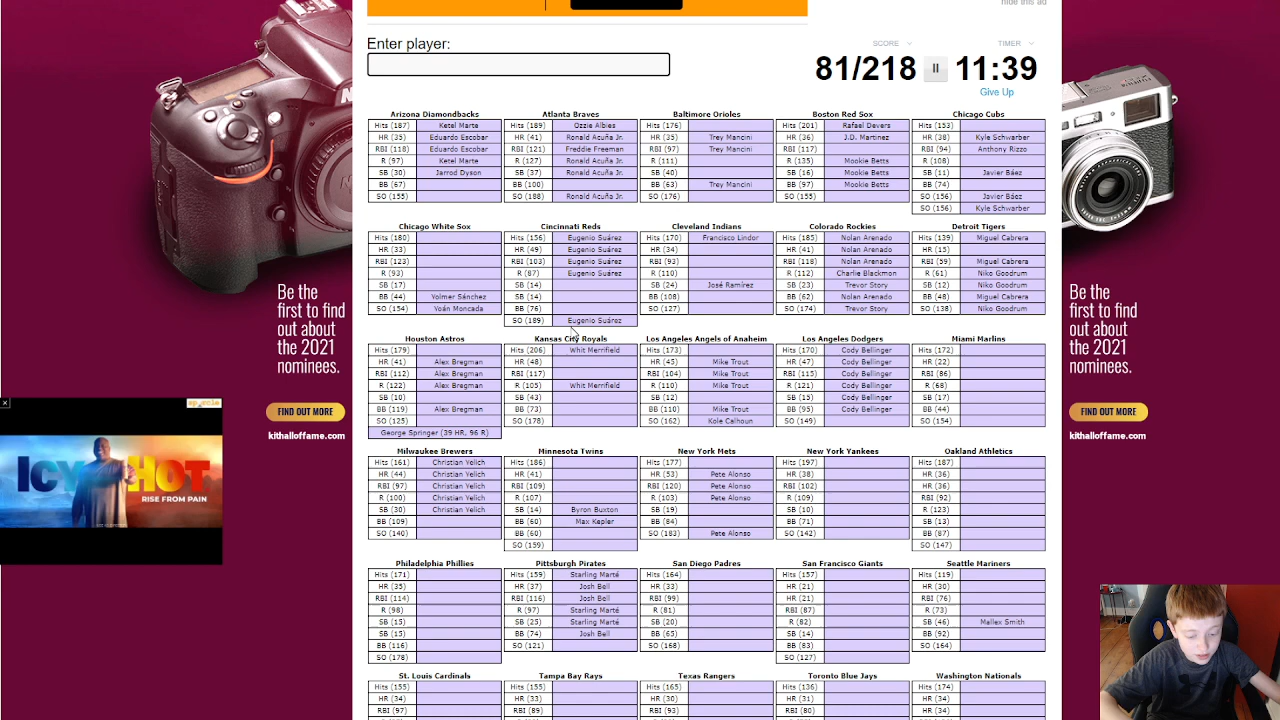 hide this ad
Enter player:
SCORE
TIMER
81/218
11:39
Give Up
Arizona Diamondbacks
Hits (187) Ketel Marte
HR (35) Eduardo Escobar
RBI (118) Eduardo Escobar
R (97) Ketel Marte
SB (30) Jarrod Dyson
BB (67)
SO (155)
Atlanta Braves
Hits (189) Ozzie Albies
HR (41) Ronald Acuña Jr.
RBI (121) Freddie Freeman
R (127) Ronald Acuña Jr.
SB (37) Ronald Acuña Jr.
BB (100)
SO (188) Ronald Acuña Jr.
Baltimore Orioles
Hits (176)
HR (35) Trey Mancini
RBI (97) Trey Mancini
R (111)
SB (40)
BB (63) Trey Mancini
SO (176)
Boston Red Sox
Hits (201) Rafael Devers
HR (36) J.D. Martinez
RBI (117)
R (135) Mookie Betts
SB (16) Mookie Betts
BB (97) Mookie Betts
SO (155)
Chicago Cubs
Hits (153)
HR (38) Kyle Schwarber
RBI (94) Anthony Rizzo
R (108)
SB (11) Javier Báez
BB (74)
SO (156) Javier Báez
SO (156) Kyle Schwarber
Chicago White Sox
Hits (180)
HR (33)
RBI (123)
R (93)
SB (17)
BB (44) Yolmer Sánchez
SO (154) Yoán Moncada
Cincinnati Reds
Hits (156) Eugenio Suárez
HR (49) Eugenio Suárez
RBI (103) Eugenio Suárez
R (87) Eugenio Suárez
SB (14)
SB (14)
BB (76)
SO (189) Eugenio Suárez
Cleveland Indians
Hits (170) Francisco Lindor
HR (34)
RBI (93)
R (110)
SB (24) José Ramírez
BB (108)
SO (127)
Colorado Rockies
Hits (185) Nolan Arenado
HR (41) Nolan Arenado
RBI (118) Nolan Arenado
R (112) Charlie Blackmon
SB (23) Trevor Story
BB (62) Nolan Arenado
SO (174) Trevor Story
Detroit Tigers
Hits (139) Miguel Cabrera
HR (15)
RBI (59) Miguel Cabrera
R (61) Niko Goodrum
SB (12) Niko Goodrum
BB (48) Miguel Cabrera
SO (138) Niko Goodrum
Houston Astros
Hits (179)
HR (41) Alex Bregman
RBI (112) Alex Bregman
R (122) Alex Bregman
SB (10)
BB (119) Alex Bregman
SO (125)
George Springer (39 HR, 96 R)
Kansas City Royals
Hits (206) Whit Merrifield
HR (48)
RBI (117)
R (105) Whit Merrifield
SB (43)
BB (73)
SO (178)
Los Angeles Angels of Anaheim
Hits (173)
HR (45) Mike Trout
RBI (104) Mike Trout
R (110) Mike Trout
SB (12)
BB (110) Mike Trout
SO (162) Kole Calhoun
Los Angeles Dodgers
Hits (170) Cody Bellinger
HR (47) Cody Bellinger
RBI (115) Cody Bellinger
R (121) Cody Bellinger
SB (15) Cody Bellinger
BB (95) Cody Bellinger
SO (149)
Miami Marlins
Hits (172)
HR (22)
RBI (86)
R (68)
SB (17)
BB (44)
SO (154)
Milwaukee Brewers
Hits (161) Christian Yelich
HR (44) Christian Yelich
RBI (97) Christian Yelich
R (100) Christian Yelich
SB (30) Christian Yelich
BB (109)
SO (140)
Minnesota Twins
Hits (186)
HR (41)
RBI (109)
R (107)
SB (14) Byron Buxton
BB (60) Max Kepler
BB (60)
SO (159)
New York Mets
Hits (177)
HR (53) Pete Alonso
RBI (120) Pete Alonso
R (103) Pete Alonso
SB (19)
BB (84)
SO (183) Pete Alonso
New York Yankees
Hits (197)
HR (38)
RBI (102)
R (109)
SB (10)
BB (71)
SO (142)
Oakland Athletics
Hits (187)
HR (36)
HR (36)
RBI (92)
R (123)
SB (13)
BB (87)
SO (147)
Philadelphia Phillies
Hits (171)
HR (35)
RBI (114)
R (98)
SB (15)
SB (15)
BB (116)
SO (178)
Pittsburgh Pirates
Hits (159) Starling Marté
HR (37) Josh Bell
RBI (116) Josh Bell
R (97) Starling Marté
SB (25) Starling Marté
BB (74) Josh Bell
SO (121)
San Diego Padres
Hits (164)
HR (33)
RBI (99)
R (81)
SB (20)
BB (65)
SO (168)
San Francisco Giants
Hits (157)
HR (21)
HR (21)
RBI (87)
R (82)
SB (14)
BB (83)
SO (127)
Seattle Mariners
Hits (119)
HR (30)
RBI (76)
R (73)
SB (46) Mallex Smith
BB (92)
SO (164)
St. Louis Cardinals
Hits (155)
HR (34)
RBI (97)
Tampa Bay Rays
Hits (155)
HR (33)
RBI (89)
Texas Rangers
Hits (165)
HR (30)
RBI (93)
Toronto Blue Jays
Hits (136)
HR (31)
RBI (80)
Washington Nationals
Hits (174)
HR (34)
HR (34)
Be the
first to find
out about
the 2021
nominees.
FIND OUT MORE
kithalloffame.com
Be the
first to find
out about
the 2021
nominees.
FIND OUT MORE
kithalloffame.com
ICY HOT
RISE FROM PAIN